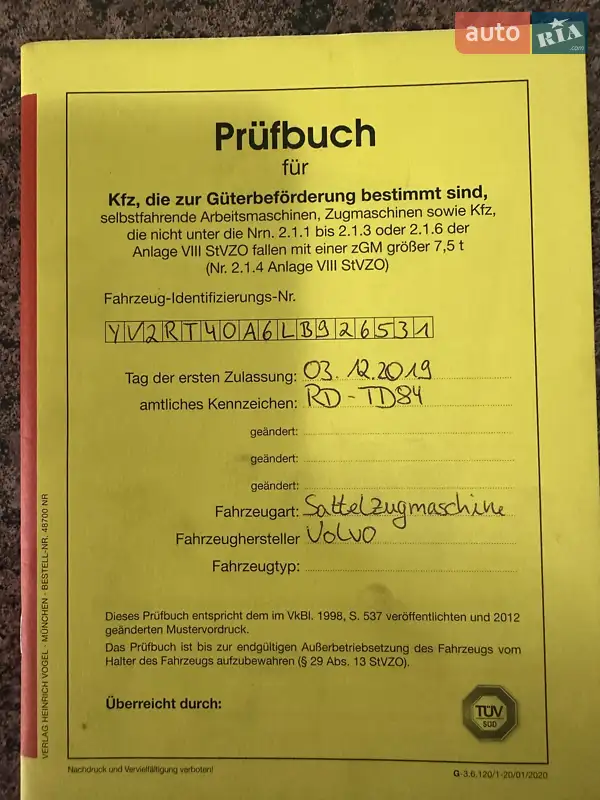 auto RIA .com
Prüfbuch
für
Kfz, die zur Güterbeförderung bestimmt sind,
selbstfahrende Arbeitsmaschinen, Zugmaschinen sowie Kfz,
die nicht unter die Nrn. 2.1.1 bis 2.1.3 oder 2.1.6 der
Anlage VIII StVZO fallen mit einer zGM größer 7,5 t
(Nr. 2.1.4 Anlage VIII StVZO)
Fahrzeug-Identifizierungs-Nr.
YV2RT40A6LB926531
Tag der ersten Zulassung: 03.12.2019
amtliches Kennzeichen: RD-TD84
geändert:
geändert:
geändert:
Fahrzeugart: Sattelzugmaschine
Fahrzeughersteller Volvo
Fahrzeugtyp:
Dieses Prüfbuch entspricht dem im VkBl. 1998, S. 537 veröffentlichten und 2012
geänderten Mustervordruck.
Das Prüfbuch ist bis zur endgültigen Außerbetriebsetzung des Fahrzeugs vom
Halter des Fahrzeugs aufzubewahren (§ 29 Abs. 13 StVZO).
Überreicht durch:
TÜV
SÜD
Nachdruck und Vervielfältigung verboten!
G-3.6.120/1-20/01/2020
VERLAG HEINRICH VOGEL - MÜNCHEN - BESTELL-NR. 48700 NR